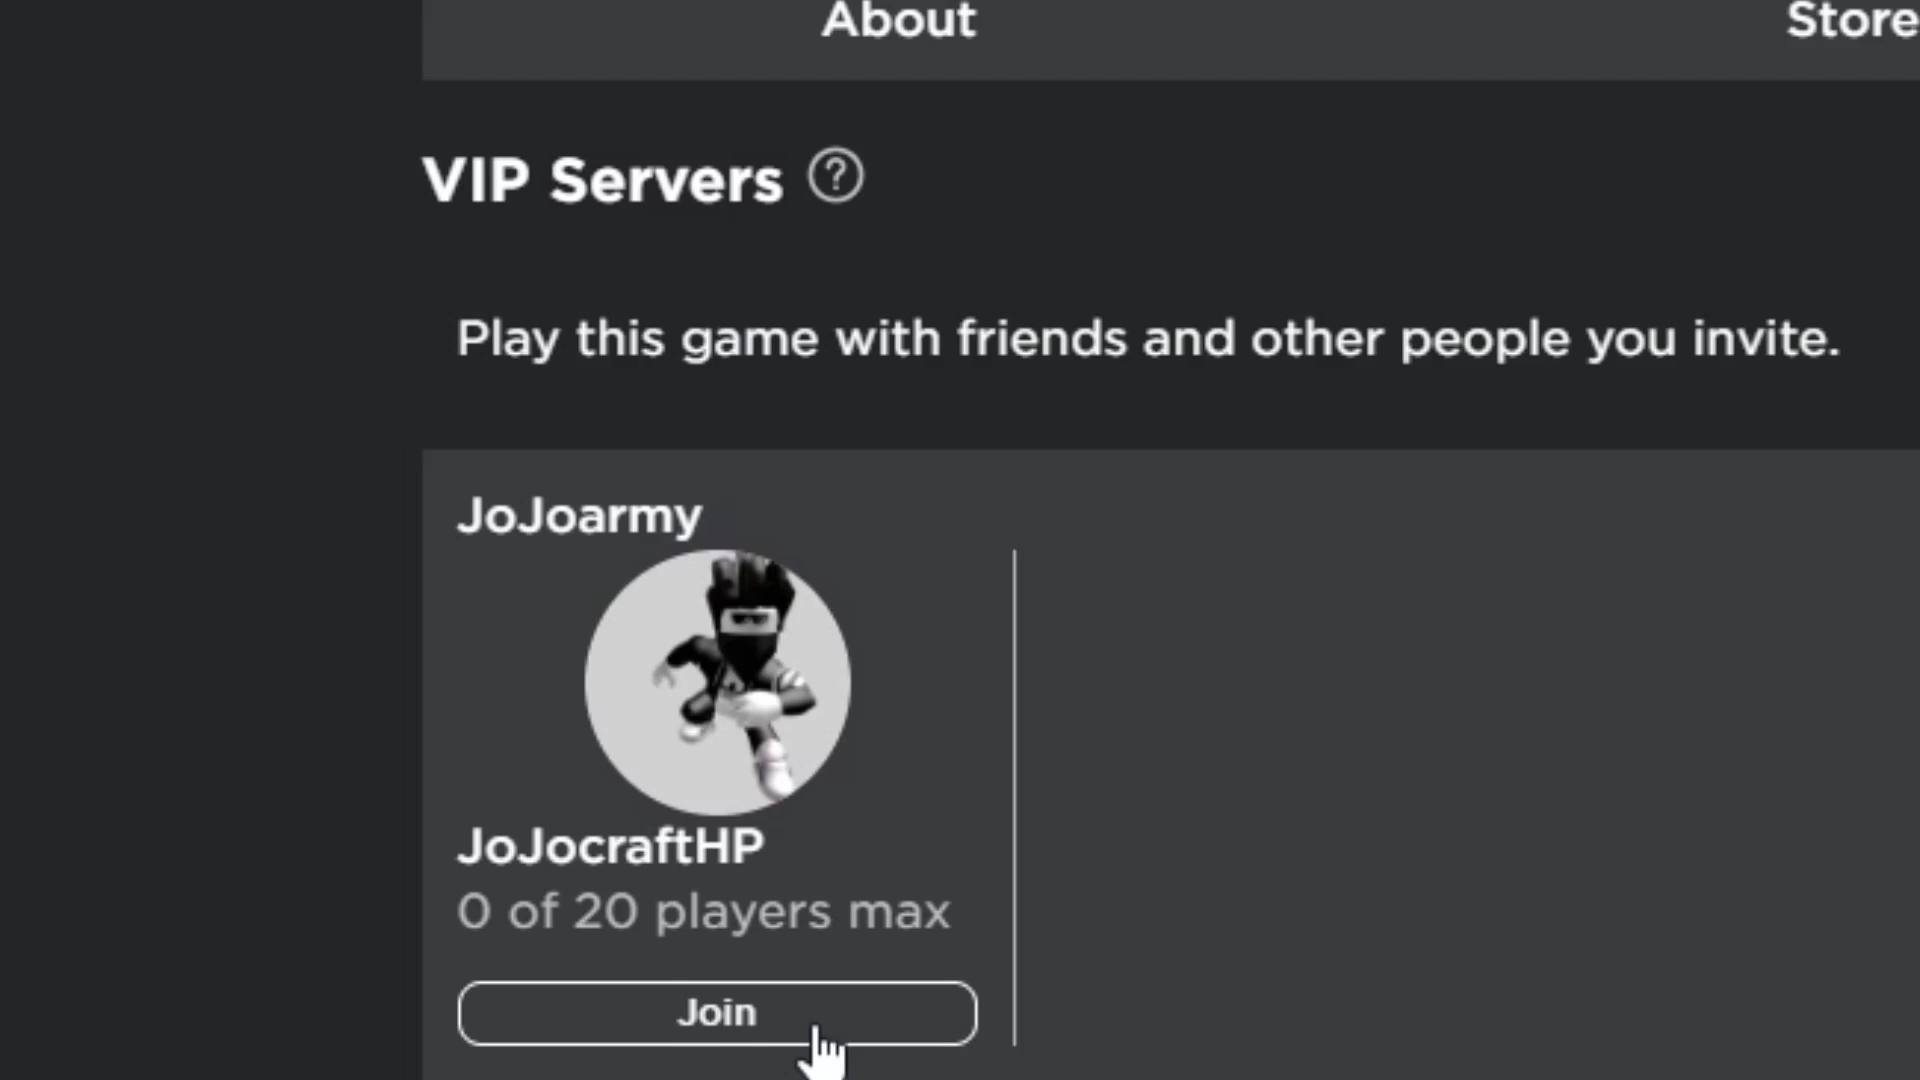 About
Store
VIP Servers ?
Play this game with friends and other people you invite.
JoJoarmy
JoJocraftHP
0 of 20 players max
Join